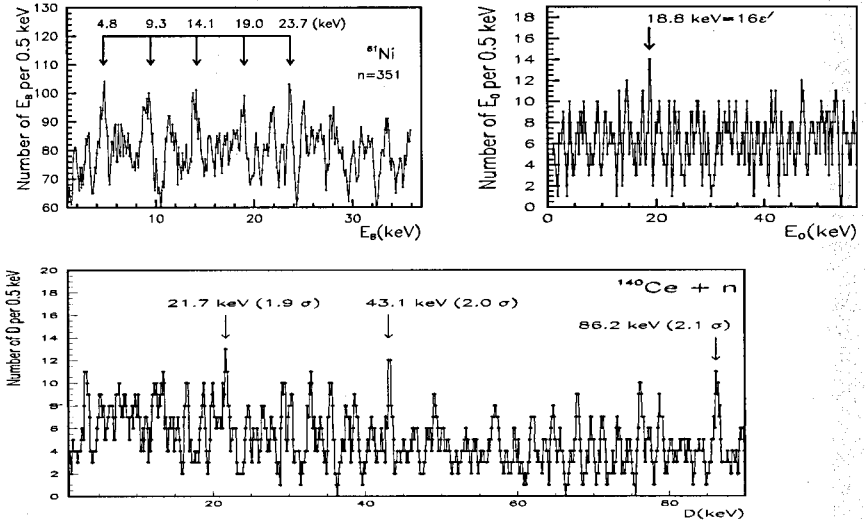 130
120
110
100
90
80
70
60
Number of E_B per 0.5 keV
4.8 9.3 14.1 19.0 23.7 (keV)
⁶¹Ni
n=351
10 20 30
E_B(keV)
18
16
14
12
10
8
6
4
2
0
Number of E_0 per 0.5 keV
18.8 keV=16ε'
0 20 40
E_0(keV)
20
18
16
14
12
10
8
6
4
2
0
Number of D per 0.5 keV
¹⁴⁰Ce + n
21.7 keV (1.9 σ)
43.1 keV (2.0 σ)
86.2 keV (2.1 σ)
20 40 60 80
D(keV)